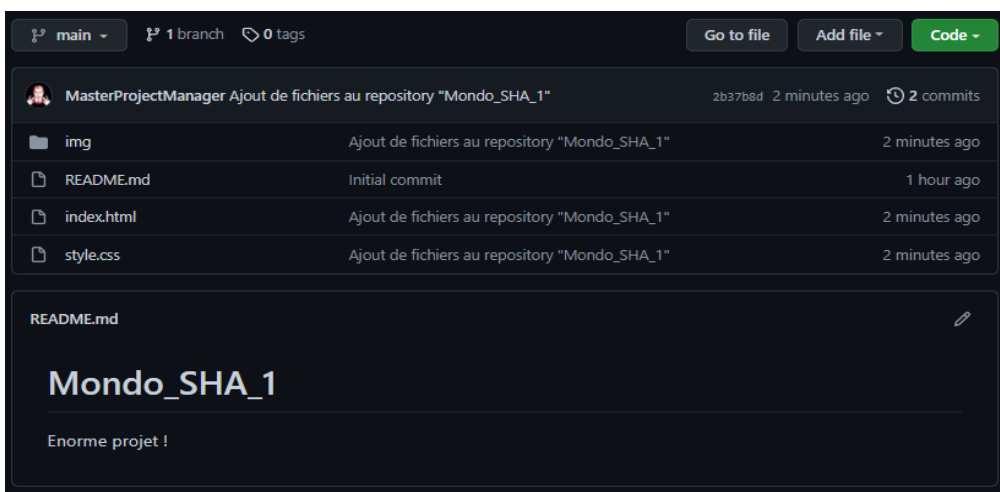 main 1 branch 0 tags Go to file Add file Code
MasterProjectManager Ajout de fichiers au repository "Mondo_SHA_1" 2b37b8d 2 minutes ago 2 commits
img Ajout de fichiers au repository "Mondo_SHA_1" 2 minutes ago
README.md Initial commit 1 hour ago
index.html Ajout de fichiers au repository "Mondo_SHA_1" 2 minutes ago
style.css Ajout de fichiers au repository "Mondo_SHA_1" 2 minutes ago
README.md
Mondo_SHA_1
Enorme projet !